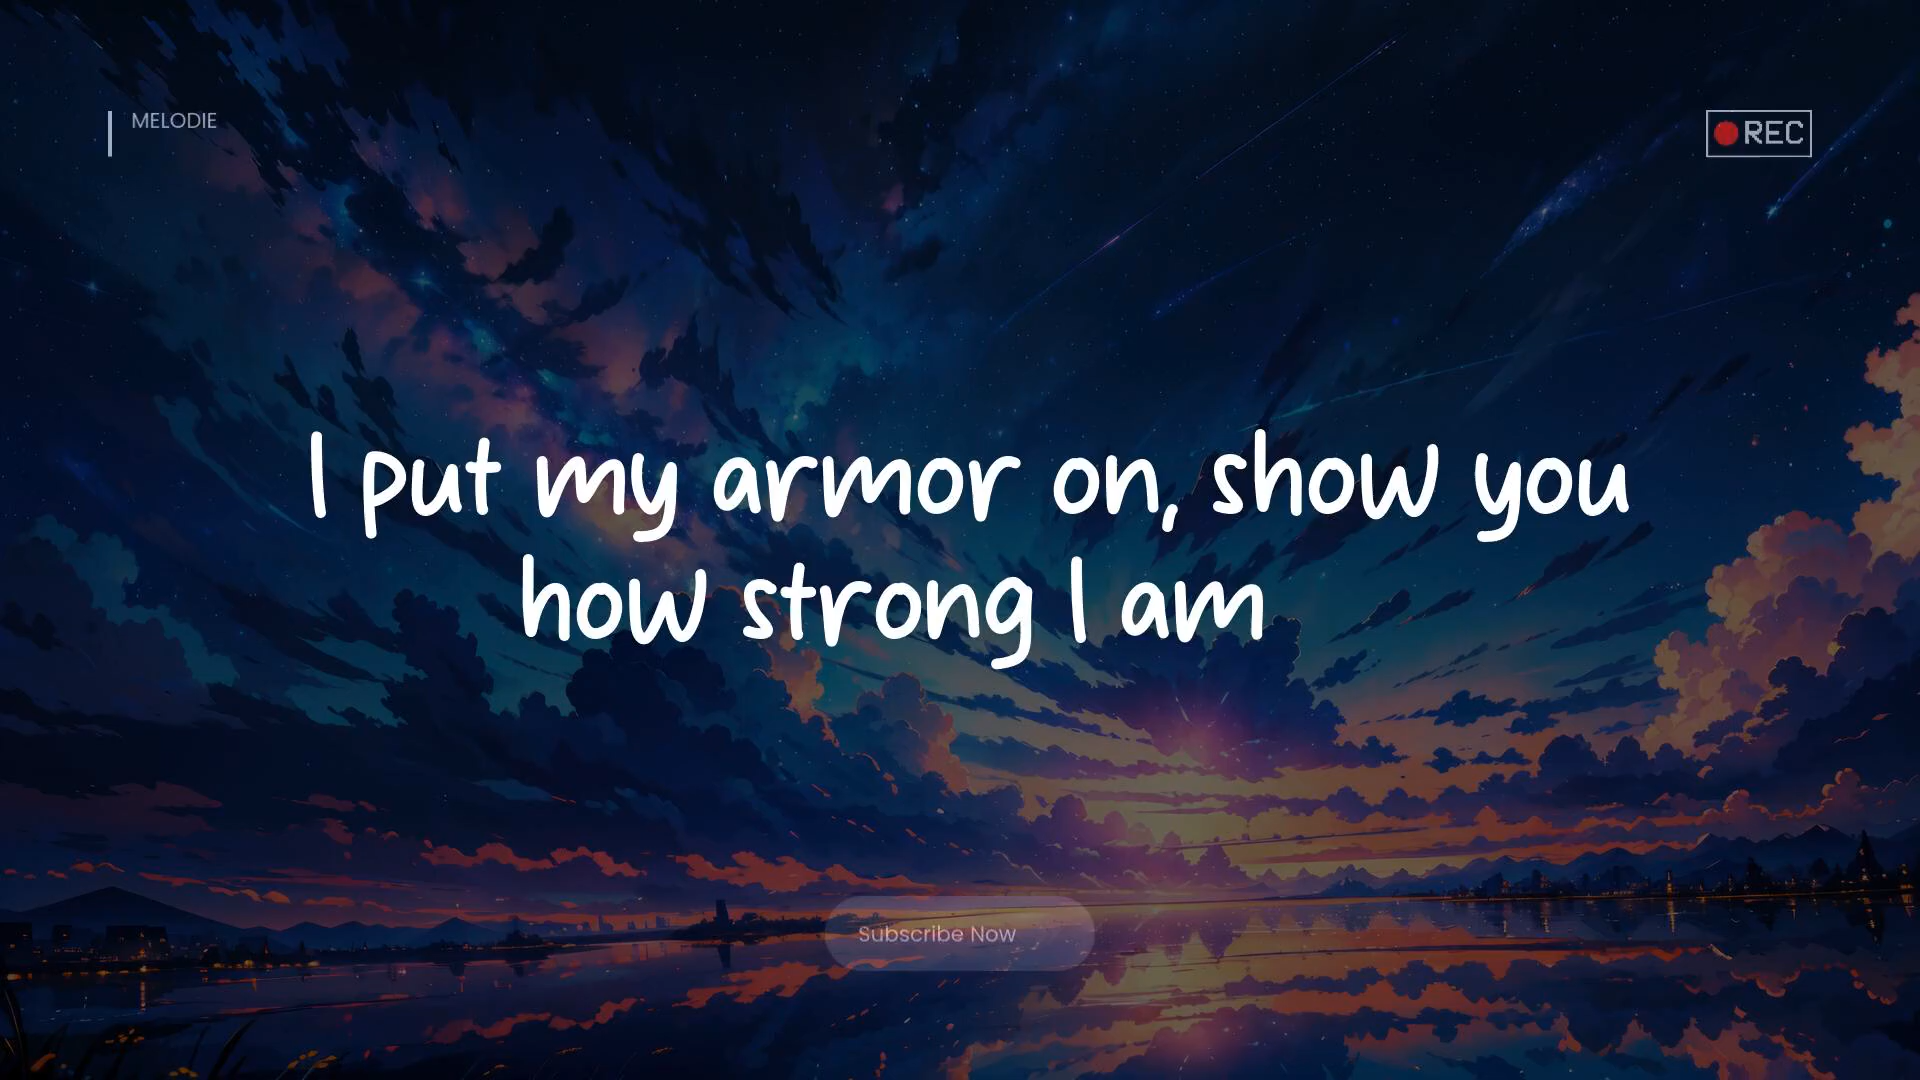 MELODIE
REC
I put my armor on, show you
how strong I am
Subscribe Now